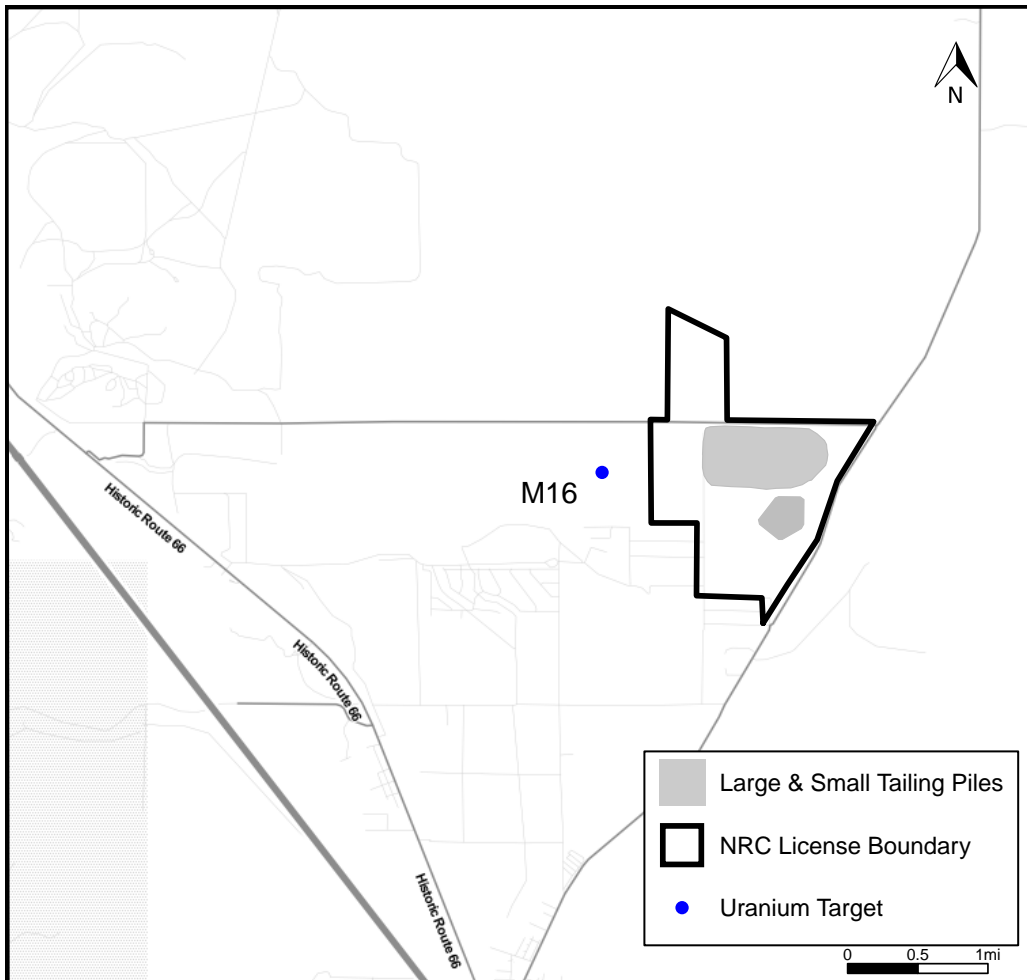 N
M16
Historic Route 66
Historic Route 66
Historic Route 66
Large & Small Tailing Piles
NRC License Boundary
Uranium Target
0 0.5 1mi